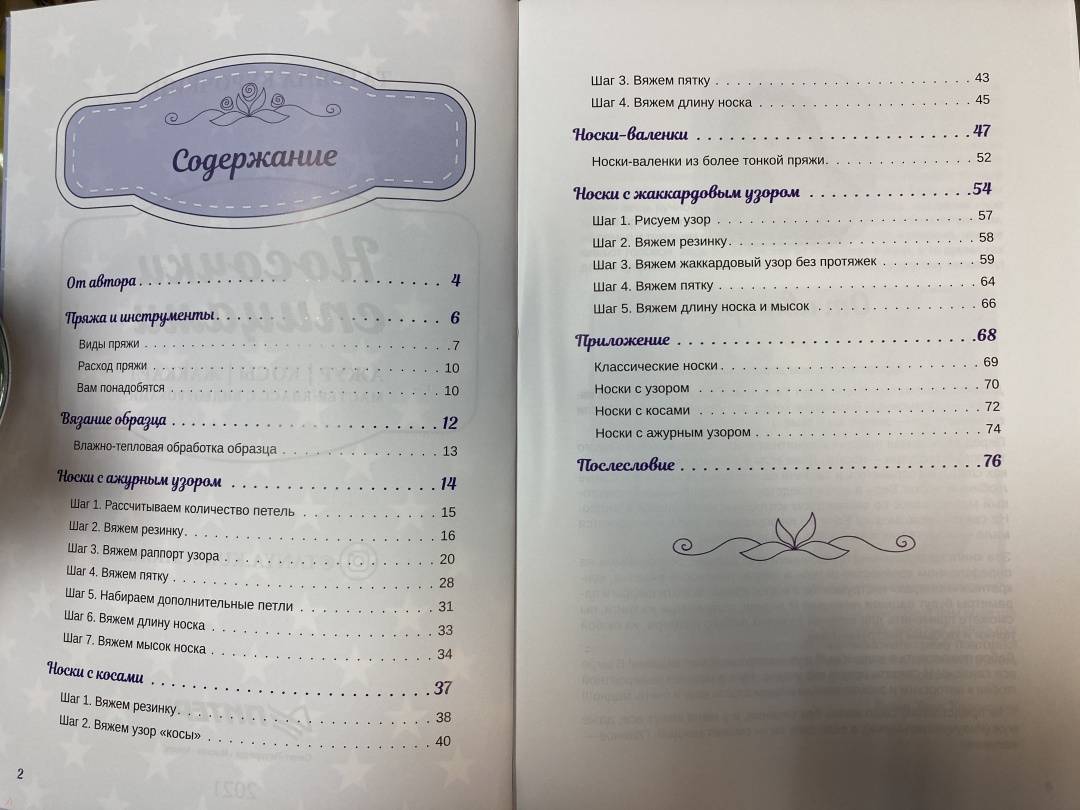 Содержание
От автора . . . . . . . . . . . . . . . . . . . . . . . . . . . . 4
Пряжа и инструменты. . . . . . . . . . . . . . . . . . . . . 6
Виды пряжи . . . . . . . . . . . . . . . . . . . . . . . . . . . . 7
Расход пряжи . . . . . . . . . . . . . . . . . . . . . . . . . . . 10
Вам понадобятся . . . . . . . . . . . . . . . . . . . . . . . . . 10
Вязание образца . . . . . . . . . . . . . . . . . . . . . . . . 12
Влажно-тепловая обработка образца . . . . . . . . . . . . . . 13
Носки с ажурным узором . . . . . . . . . . . . . . . . . . . 14
Шаг 1. Рассчитываем количество петель . . . . . . . . . . . . 15
Шаг 2. Вяжем резинку. . . . . . . . . . . . . . . . . . . . . . 16
Шаг 3. Вяжем раппорт узора . . . . . . . . . . . . . . . . . . 20
Шаг 4. Вяжем пятку . . . . . . . . . . . . . . . . . . . . . . . 28
Шаг 5. Набираем дополнительные петли . . . . . . . . . . . . 31
Шаг 6. Вяжем длину носка . . . . . . . . . . . . . . . . . . . 33
Шаг 7. Вяжем мысок носка . . . . . . . . . . . . . . . . . . . 34
Носки с косами . . . . . . . . . . . . . . . . . . . . . . . . . 37
Шаг 1. Вяжем резинку. . . . . . . . . . . . . . . . . . . . . . 38
Шаг 2. Вяжем узор «косы» . . . . . . . . . . . . . . . . . . . 40
2
Шаг 3. Вяжем пятку . . . . . . . . . . . . . . . . . . . . . . . 43
Шаг 4. Вяжем длину носка . . . . . . . . . . . . . . . . . . . 45
Носки-валенки . . . . . . . . . . . . . . . . . . . . . . . . . 47
Носки-валенки из более тонкой пряжи. . . . . . . . . . . . . 52
Носки с жаккардовым узором . . . . . . . . . . . . . . . . 54
Шаг 1. Рисуем узор . . . . . . . . . . . . . . . . . . . . . . . 57
Шаг 2. Вяжем резинку. . . . . . . . . . . . . . . . . . . . . . 58
Шаг 3. Вяжем жаккардовый узор без протяжек . . . . . . . . 59
Шаг 4. Вяжем пятку . . . . . . . . . . . . . . . . . . . . . . . 64
Шаг 5. Вяжем длину носка и мысок . . . . . . . . . . . . . . 66
Приложение . . . . . . . . . . . . . . . . . . . . . . . . . . .68
Классические носки. . . . . . . . . . . . . . . . . . . . . . . 69
Носки с узором . . . . . . . . . . . . . . . . . . . . . . . . . 70
Носки с косами . . . . . . . . . . . . . . . . . . . . . . . . . 72
Носки с ажурным узором . . . . . . . . . . . . . . . . . . . . 74
Послесловие . . . . . . . . . . . . . . . . . . . . . . . . . . .76